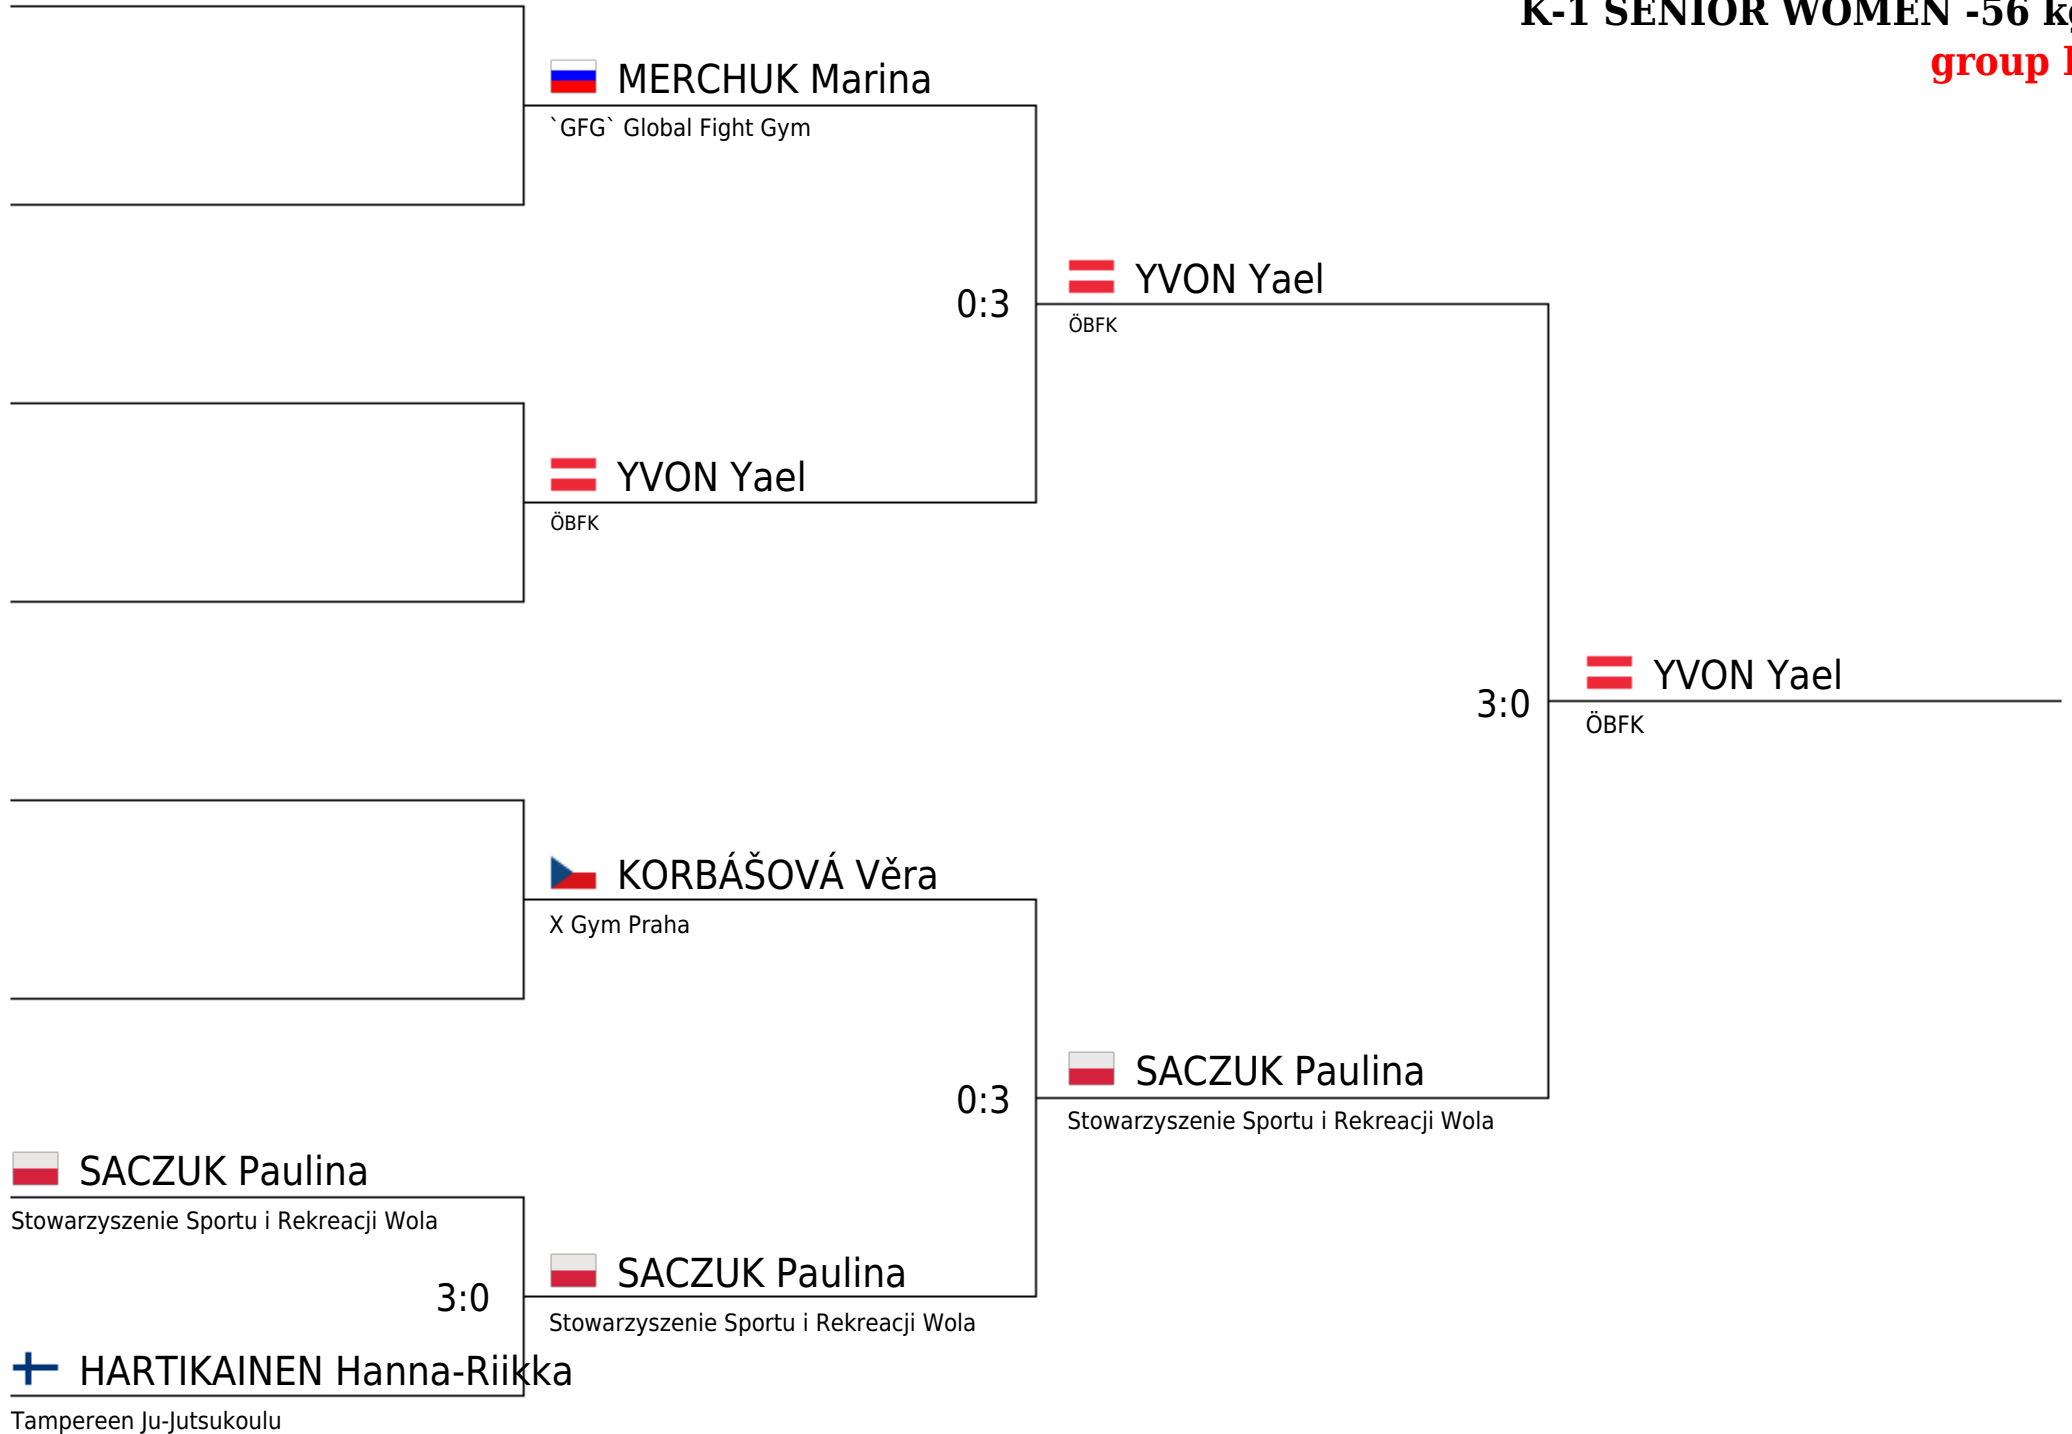 K-1 SENIOR WOMEN -56
group
MERCHUK Marina
`GFG` Global Fight Gym
0:3
YVON Yael
ÖBFK
YVON Yael
ÖBFK
3:0
YVON Yael
ÖBFK
KORBÁŠOVÁ Věra
X Gym Praha
0:3
SACZUK Paulina
Stowarzyszenie Sportu i Rekreacji Wola
SACZUK Paulina
Stowarzyszenie Sportu i Rekreacji Wola
3:0
SACZUK Paulina
Stowarzyszenie Sportu i Rekreacji Wola
HARTIKAINEN Hanna-Riikka
Tampereen Ju-Jutsukoulu